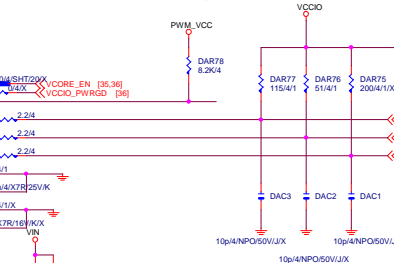 VCCIO
PWM_VCC
DAR78
8.2K/4
0/4/SHT/20/X
VCORE_EN [35,36]
0/4/X
VCCIO_PWRGD [36]
DAR77
115/4/1
DAR76
51/4/1
DAR75
200/4/1/X
2.2/4
2.2/4
2.2/4
/1
/4/X7R/25V/K
/1/X
X7R/16V/K/X
VIN
DAC3
DAC2
DAC1
10p/4/NPO/50V/J/X
10p/4/NPO/50V/J
10p/4/NPO/50V/J/X